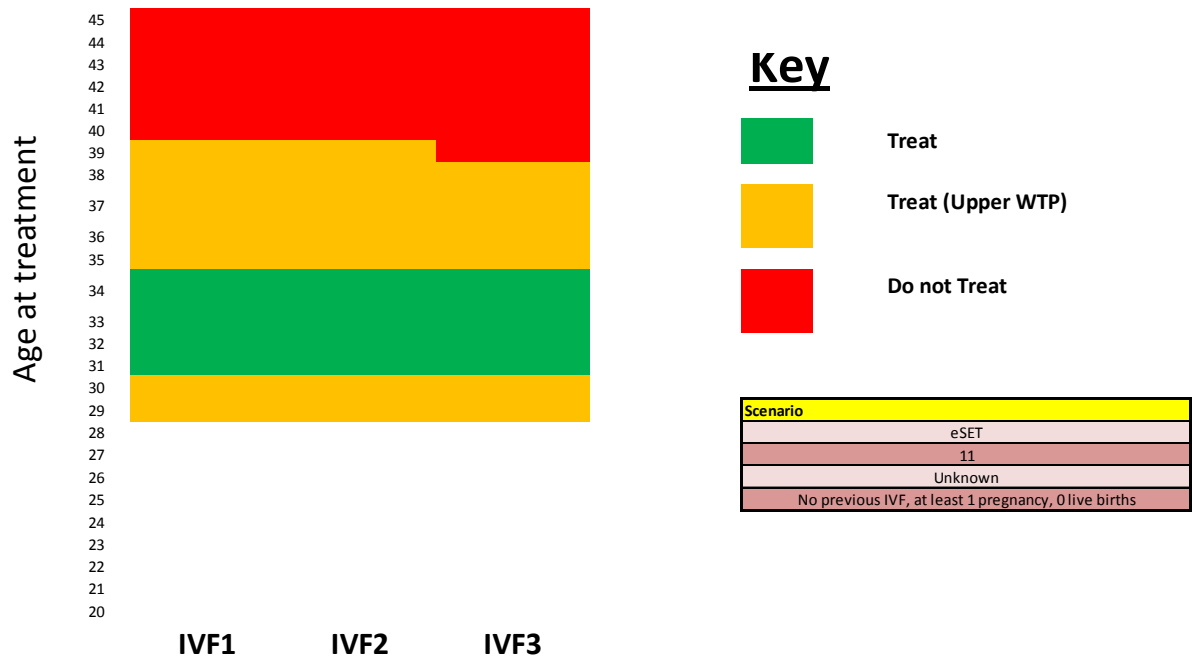 Age at treatment
45
44
43
42
41
40
39
38
37
36
35
34
33
32
31
30
29
28
27
26
25
24
23
22
21
20
IVF1 IVF2 IVF3
Key
Treat
Treat (Upper WTP)
Do not Treat
Scenario
eSET
11
Unknown
No previous IVF, at least 1 pregnancy, 0 live births